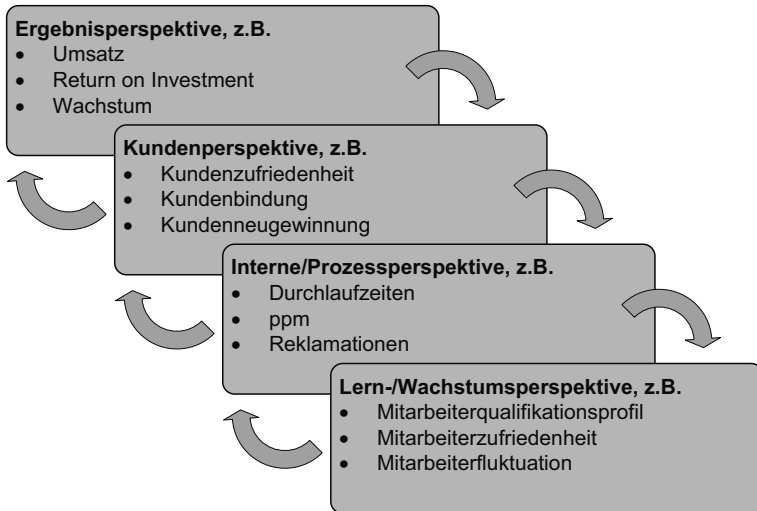 Ergebnisperspektive, z.B.
• Umsatz
• Return on Investment
• Wachstum
Kundenperspektive, z.B.
• Kundenzufriedenheit
• Kundenbindung
• Kundenneugewinnung
Interne/Prozessperspektive, z.B.
• Durchlaufzeiten
• ppm
• Reklamationen
Lern-/Wachstumsperspektive, z.B.
• Mitarbeiterqualifikationsprofil
• Mitarbeiterzufriedenheit
• Mitarbeiterfluktuation